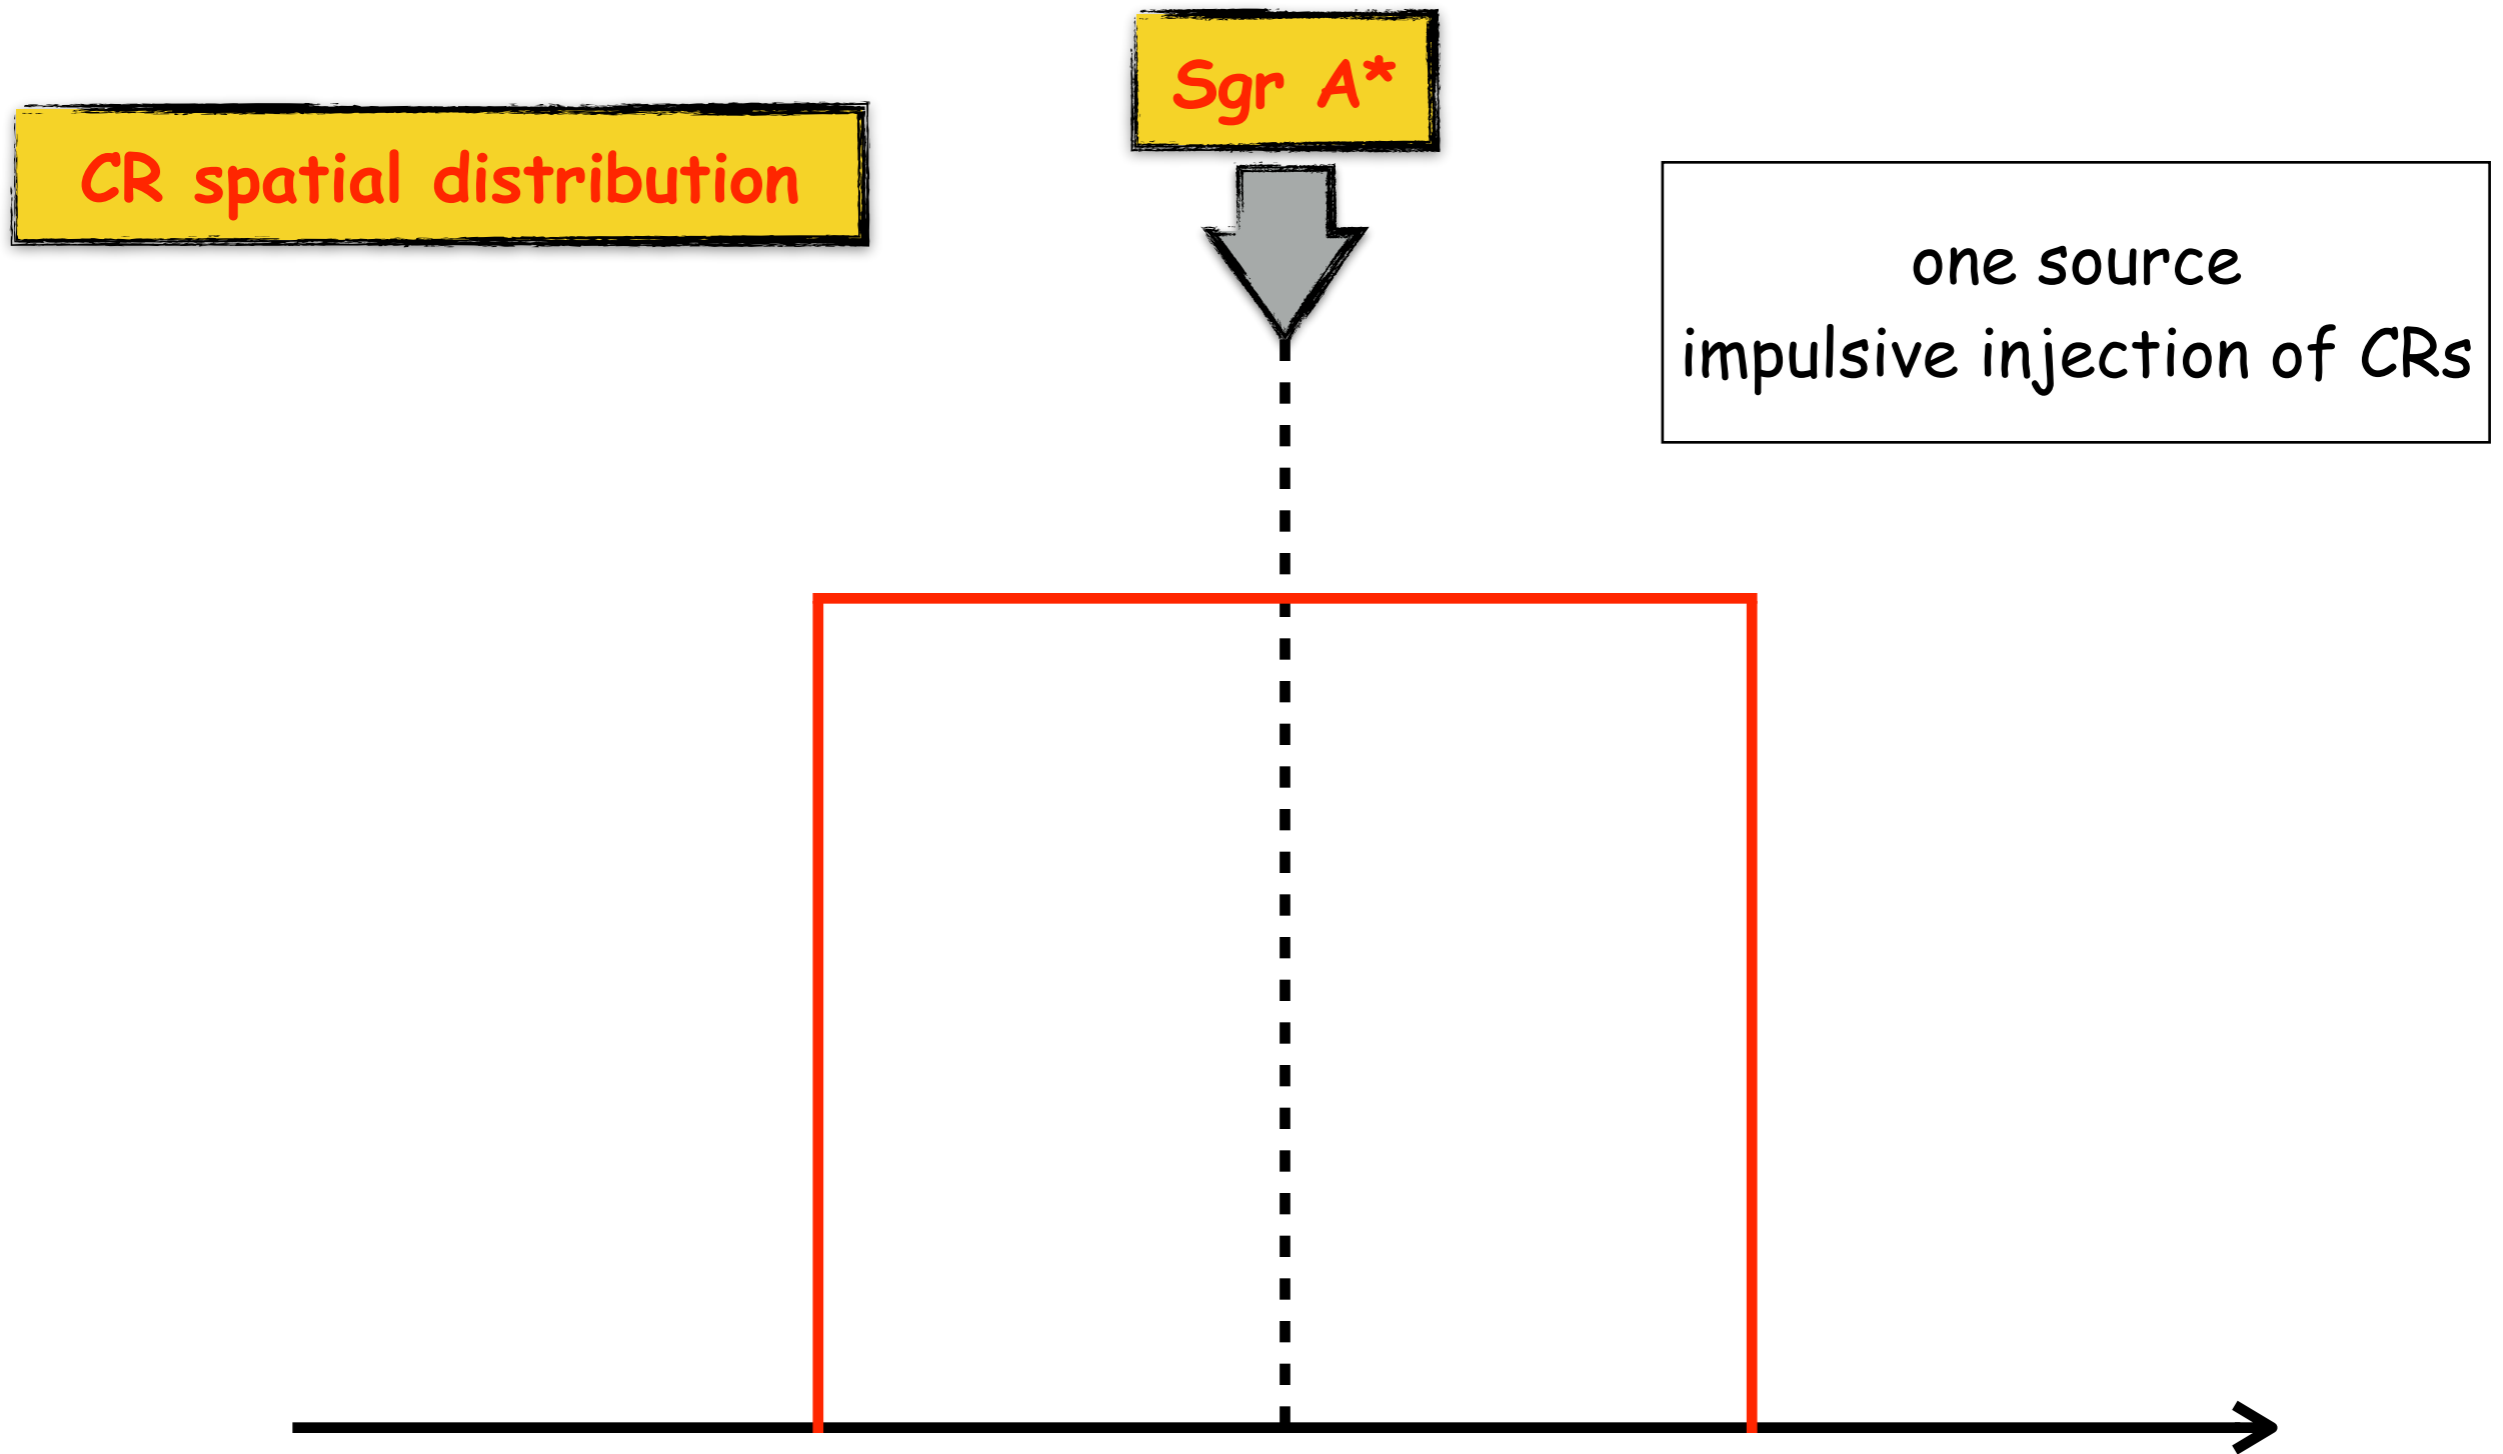 Sgr A*
CR spatial distribution
one source
impulsive injection of CRs